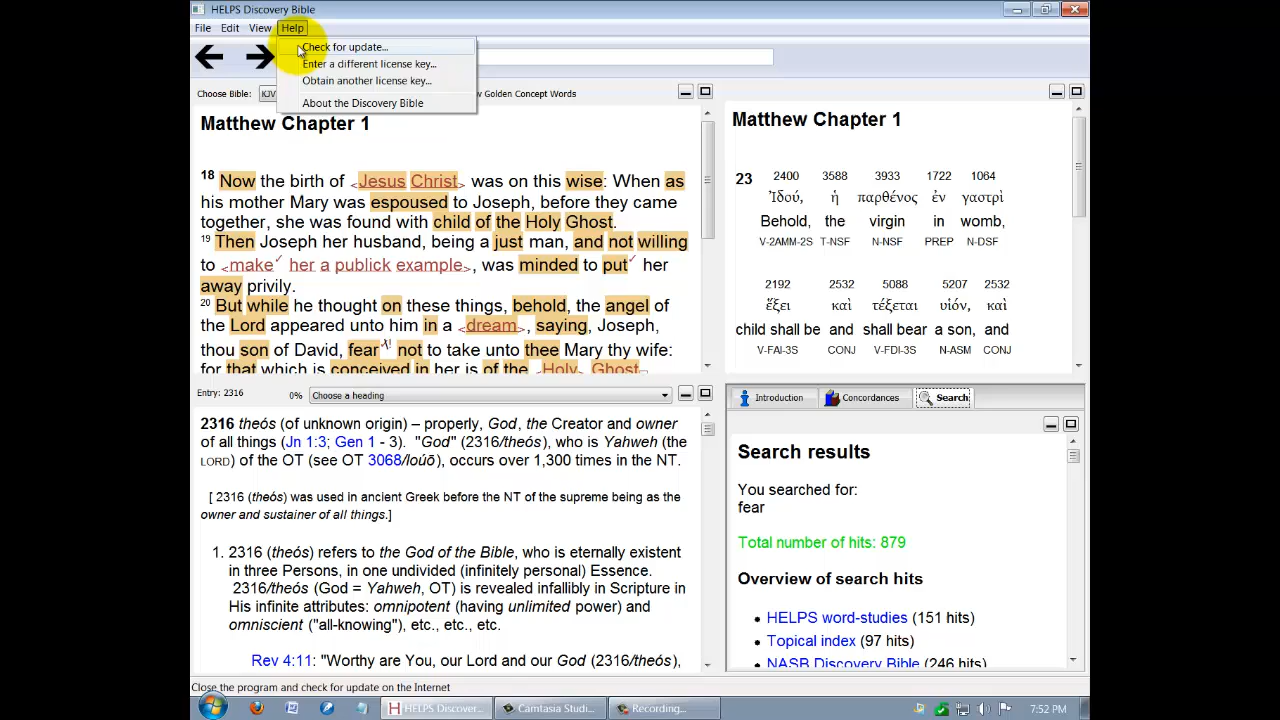 HELPS Discovery Bible
File Edit View Help
Check for update...
Enter a different license key...
Obtain another license key...
About the Discovery Bible
Choose Bible: KJV Golden Concept Words
Matthew Chapter 1
18 Now the birth of <Jesus Christ> was on this wise: When as
his mother Mary was espoused to Joseph, before they came
together, she was found with child of the Holy Ghost.
19 Then Joseph her husband, being a just man, and not willing
to <make✓ her a publick example>, was minded to put✓ her
away privily.
20 But while he thought on these things, behold, the angel of
the Lord appeared unto him in a <dream>, saying, Joseph,
thou son of David, fear not to take unto thee Mary thy wife:
for that which is conceived in her is of the <Holy Ghost
Matthew Chapter 1
2400 3588 3933 1722 1064
23 Ἰδού, ἡ παρθένος ἐν γαστρὶ
Behold, the virgin in womb,
V-2AMM-2S T-NSF N-NSF PREP N-DSF
2192 2532 5088 5207 2532
ἕξει καὶ τέξεται υἱόν, καὶ
child shall be and shall bear a son, and
V-FAI-3S CONJ V-FDI-3S N-ASM CONJ
Entry: 2316 0% Choose a heading
2316 theós (of unknown origin) – properly, God, the Creator and owner
of all things (Jn 1:3; Gen 1 - 3). "God" (2316/theós), who is Yahweh (the
LORD) of the OT (see OT 3068/loúō), occurs over 1,300 times in the NT.
[ 2316 (theós) was used in ancient Greek before the NT of the supreme being as the
owner and sustainer of all things.]
1. 2316 (theós) refers to the God of the Bible, who is eternally existent
in three Persons, in one undivided (infinitely personal) Essence.
2316/theós (God = Yahweh, OT) is revealed infallibly in Scripture in
His infinite attributes: omnipotent (having unlimited power) and
omniscient ("all-knowing"), etc., etc., etc.
Rev 4:11: "Worthy are You, our Lord and our God (2316/theós),
Introduction Concordances Search
Search results
You searched for:
fear
Total number of hits: 879
Overview of search hits
• HELPS word-studies (151 hits)
• Topical index (97 hits)
• NASB Discovery Bible (246 hits)
Close the program and check for update on the Internet
HELPS Discover... Camtasia Studi... Recording... 7:52 PM